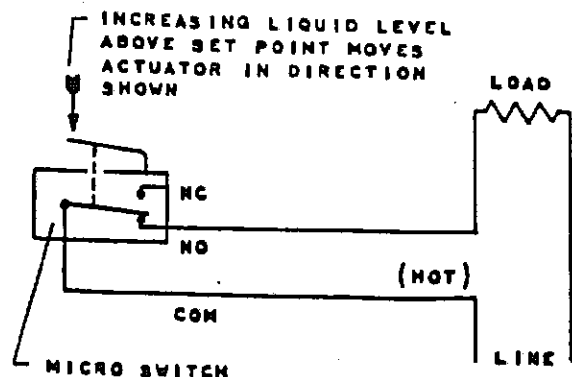 INCREASING LIQUID LEVEL
ABOVE SET POINT MOVES
ACTUATOR IN DIRECTION
SHOWN
LOAD
NC
NO
(HOT)
COM
LINE
MICRO SWITCH